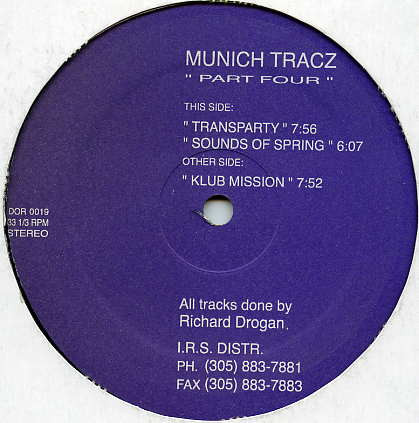 MUNICH TRACZ
" PART FOUR "
THIS SIDE:
" TRANSPARTY " 7:56
" SOUNDS OF SPRING " 6:07
OTHER SIDE:
" KLUB MISSION " 7:52
DOR 0019
33 1/3 RPM
STEREO
All tracks done by
Richard Drogan.
I.R.S. DISTR.
PH. (305) 883-7881
FAX (305) 883-7883